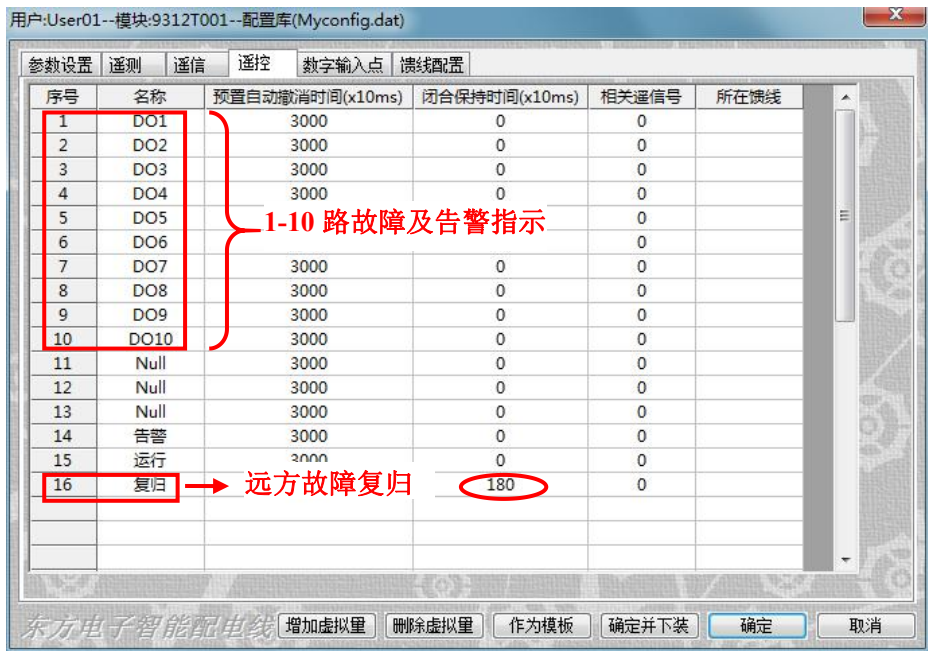 用户:User01--模块:9312T001--配置库(Myconfig.dat)
参数设置 遥测 遥信 遥控 数字输入点 馈线配置
序号 名称 预置自动撤消时间(x10ms) 闭合保持时间(x10ms) 相关遥信号 所在馈线
1 DO1 3000 0 0
2 DO2 3000 0 0
3 DO3 3000 0 0
4 DO4 3000 0 0
5 DO5 0
1-10 路故障及告警指示
6 DO6 0
7 DO7 3000 0 0
8 DO8 3000 0 0
9 DO9 3000 0 0
10 DO10 3000 0 0
11 Null 3000 0 0
12 Null 3000 0 0
13 Null 3000 0 0
14 告警 3000 0 0
15 运行 3000 0 0
16 复归 远方故障复归 180 0
东方电子智能配电线 增加虚拟量 删除虚拟量 作为模板 确定并下装 确定 取消